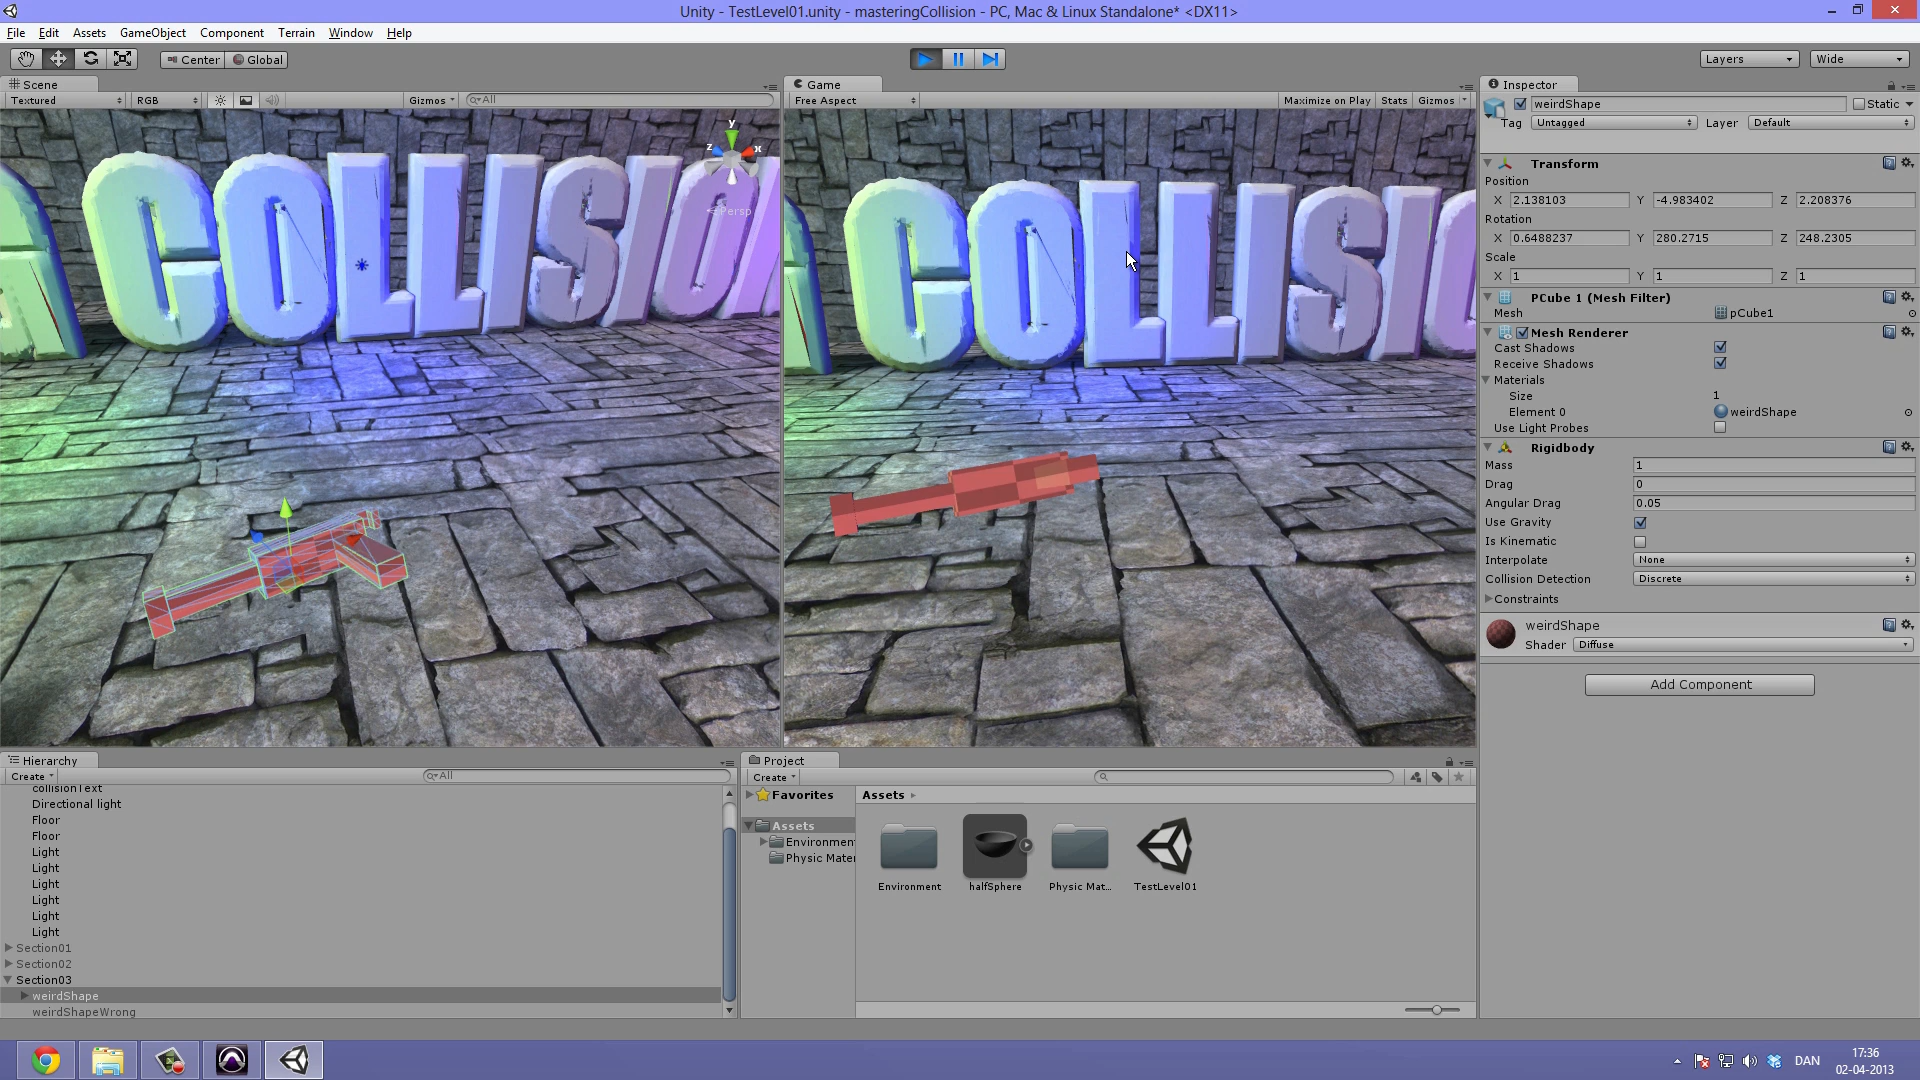 Unity - TestLevel01.unity - masteringCollision - PC, Mac & Linux Standalone* <DX11>
File Edit Assets GameObject Component Terrain Window Help
Center Global Layers Wide
Scene
Textured RGB Gizmos All
y
z x
Persp
A COLLISION
Game
Free Aspect Maximize on Play Stats Gizmos
COLLISIO
Inspector
weirdShape Static
Tag Untagged Layer Default
Transform
Position
X 2.138103 Y -4.983402 Z 2.208376
Rotation
X 0.6488237 Y 280.2715 Z 248.2305
Scale
X 1 Y 1 Z 1
PCube 1 (Mesh Filter)
Mesh pCube1
Mesh Renderer
Cast Shadows
Receive Shadows
Materials
Size 1
Element 0 weirdShape
Use Light Probes
Rigidbody
Mass 1
Drag 0
Angular Drag 0.05
Use Gravity
Is Kinematic
Interpolate None
Collision Detection Discrete
Constraints
weirdShape
Shader Diffuse
Add Component
Hierarchy
Create All
collisionText
Directional light
Floor
Floor
Light
Light
Light
Light
Light
Light
Section01
Section02
Section03
weirdShape
weirdShapeWrong
Project
Create
Favorites
Assets
Environmen
Physic Mate
Assets
Environment halfSphere Physic Mat... TestLevel01
DAN
17:36
02-04-2013